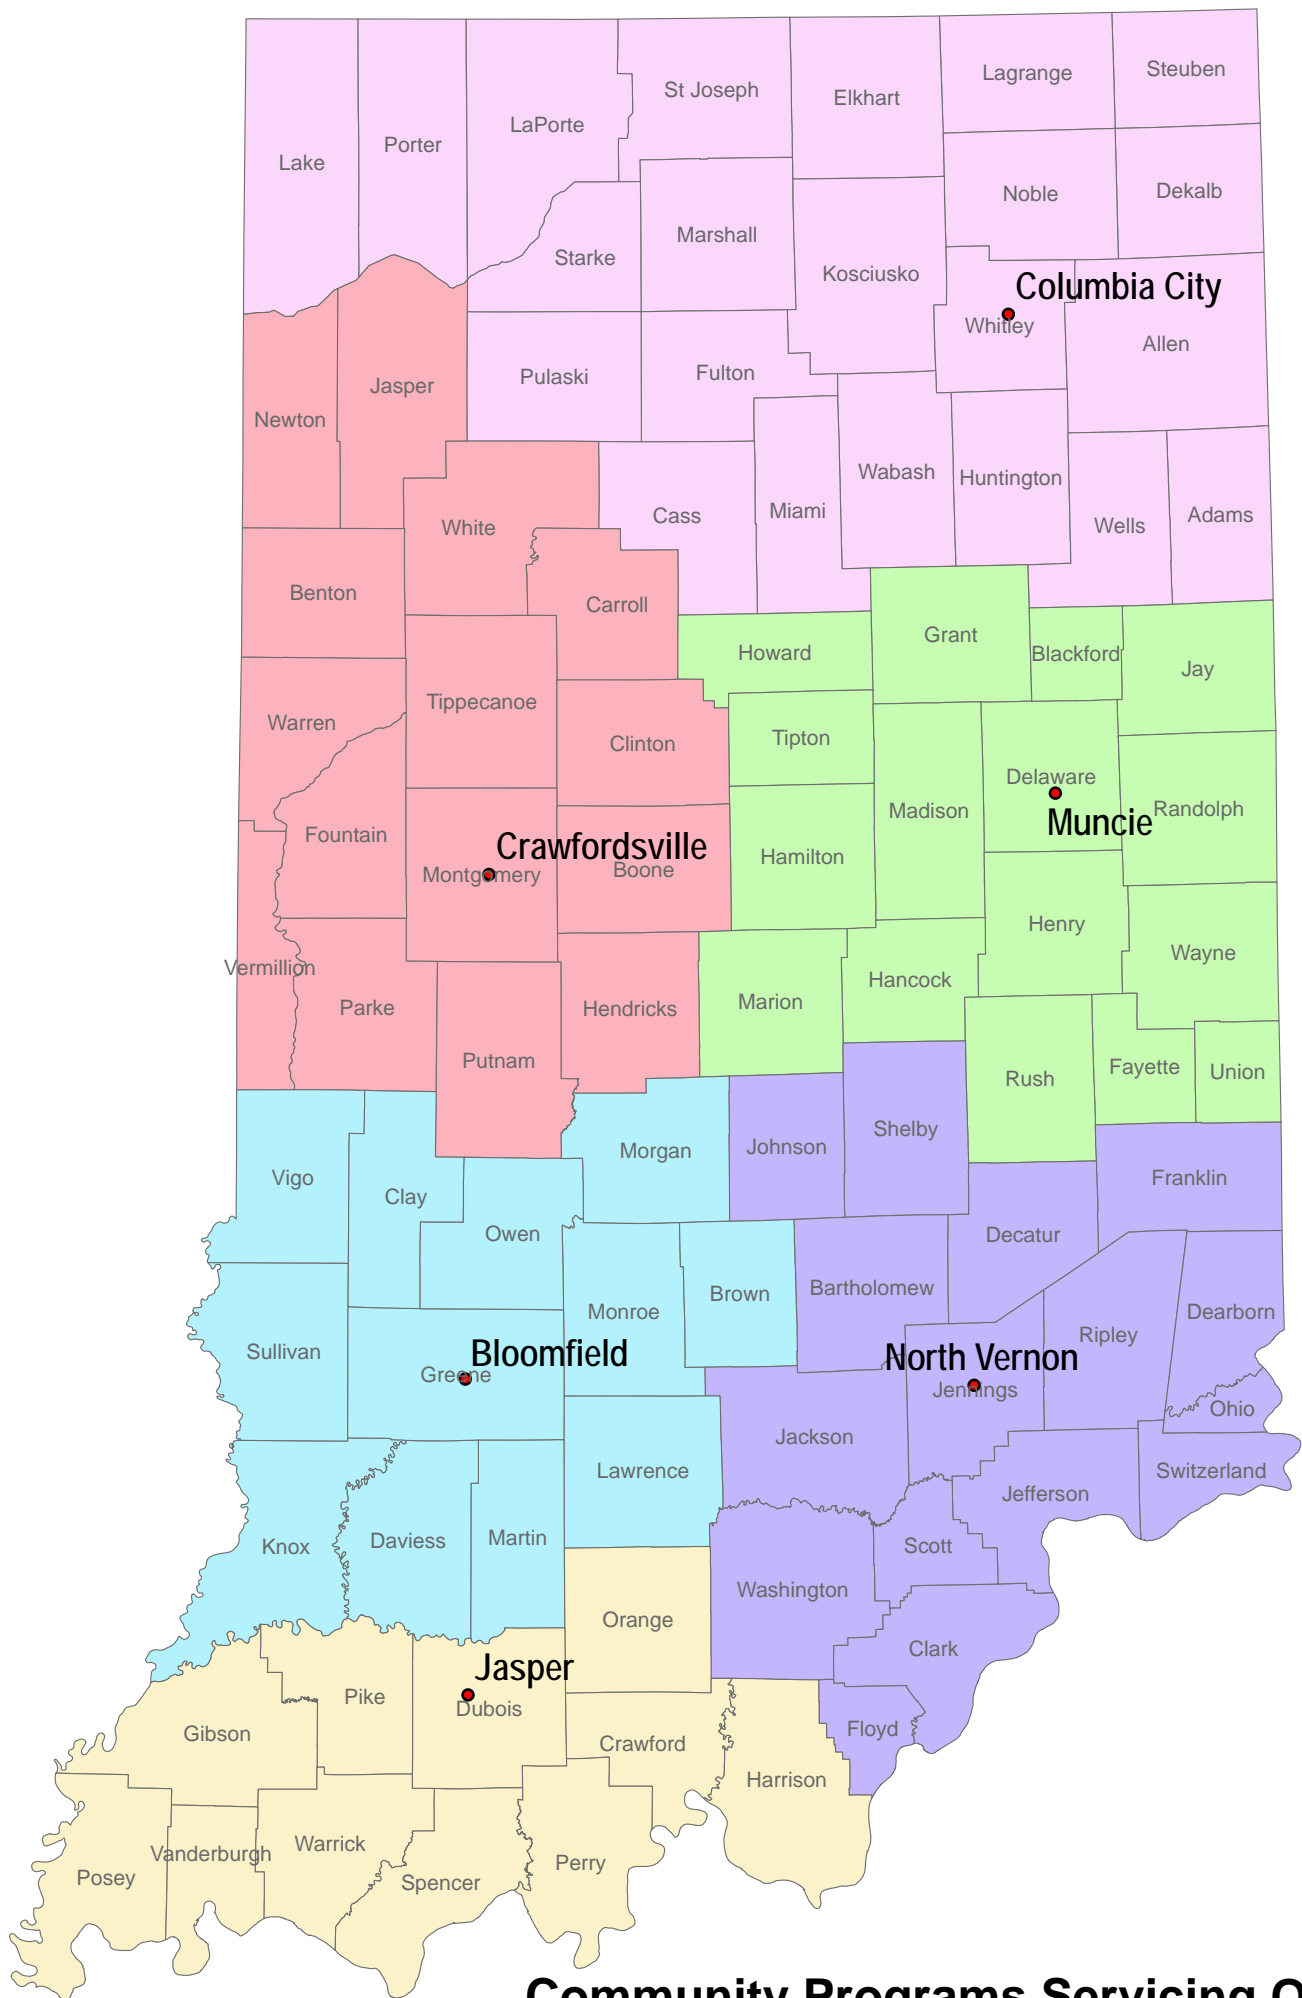 Steuben
Lagrange
St Joseph
Elkhart
LaPorte
Porter
Lake
Noble
Dekalb
Marshall
Starke
Kosciusko
Columbia City
Whitley
Allen
Fulton
Pulaski
Jasper
Newton
Wabash
Huntington
Miami
Cass
Adams
Wells
White
Benton
Carroll
Grant
Howard
Blackford
Jay
Tippecanoe
Warren
Tipton
Clinton
Delaware
Madison
Randolph
Muncie
Fountain
Crawfordsville
Hamilton
Boone
Montgomery
Henry
Wayne
Vermillion
Hancock
Marion
Parke
Hendricks
Putnam
Fayette
Union
Rush
Shelby
Johnson
Morgan
Vigo
Franklin
Clay
Owen
Decatur
Bartholomew
Brown
Monroe
Dearborn
Ripley
Sullivan
Bloomfield
North Vernon
Greene
Jennings
Ohio
Jackson
Lawrence
Switzerland
Jefferson
Martin
Daviess
Knox
Scott
Washington
Orange
Clark
Jasper
Pike
Dubois
Floyd
Gibson
Crawford
Harrison
Warrick
Vanderburgh
Perry
Posey
Spencer
Community Programs Servicing O